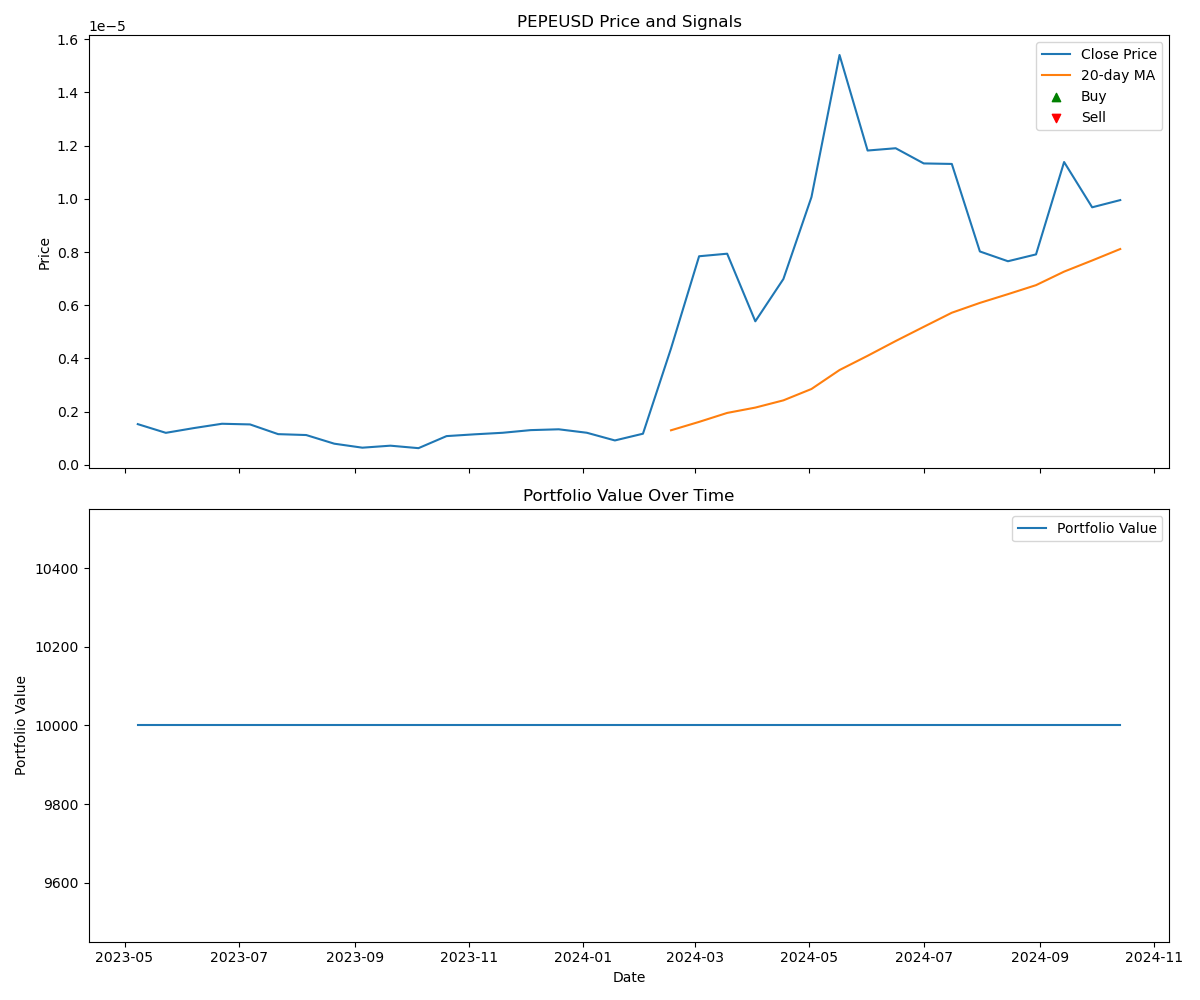 PEPEUSD Price and Signals
1e−5
1.6
1.4
1.2
1.0
0.8
0.6
0.4
0.2
0.0
Price
Close Price
20-day MA
Buy
Sell
Portfolio Value Over Time
Portfolio Value
10400
10200
10000
9800
9600
Portfolio Value
2023-05 2023-07 2023-09 2023-11 2024-01 2024-03 2024-05 2024-07 2024-09 2024-11
Date